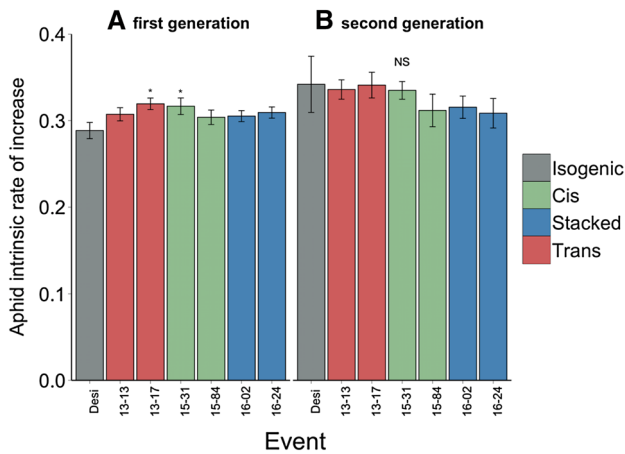 A first generation
B second generation
Aphid intrinsic rate of increase
0.4
0.3
0.2
0.1
0.0
* *
NS
Desi 13-13 13-17 15-31 15-84 16-02 16-24
Desi 13-13 13-17 15-31 15-84 16-02 16-24
Event
Isogenic
Cis
Stacked
Trans